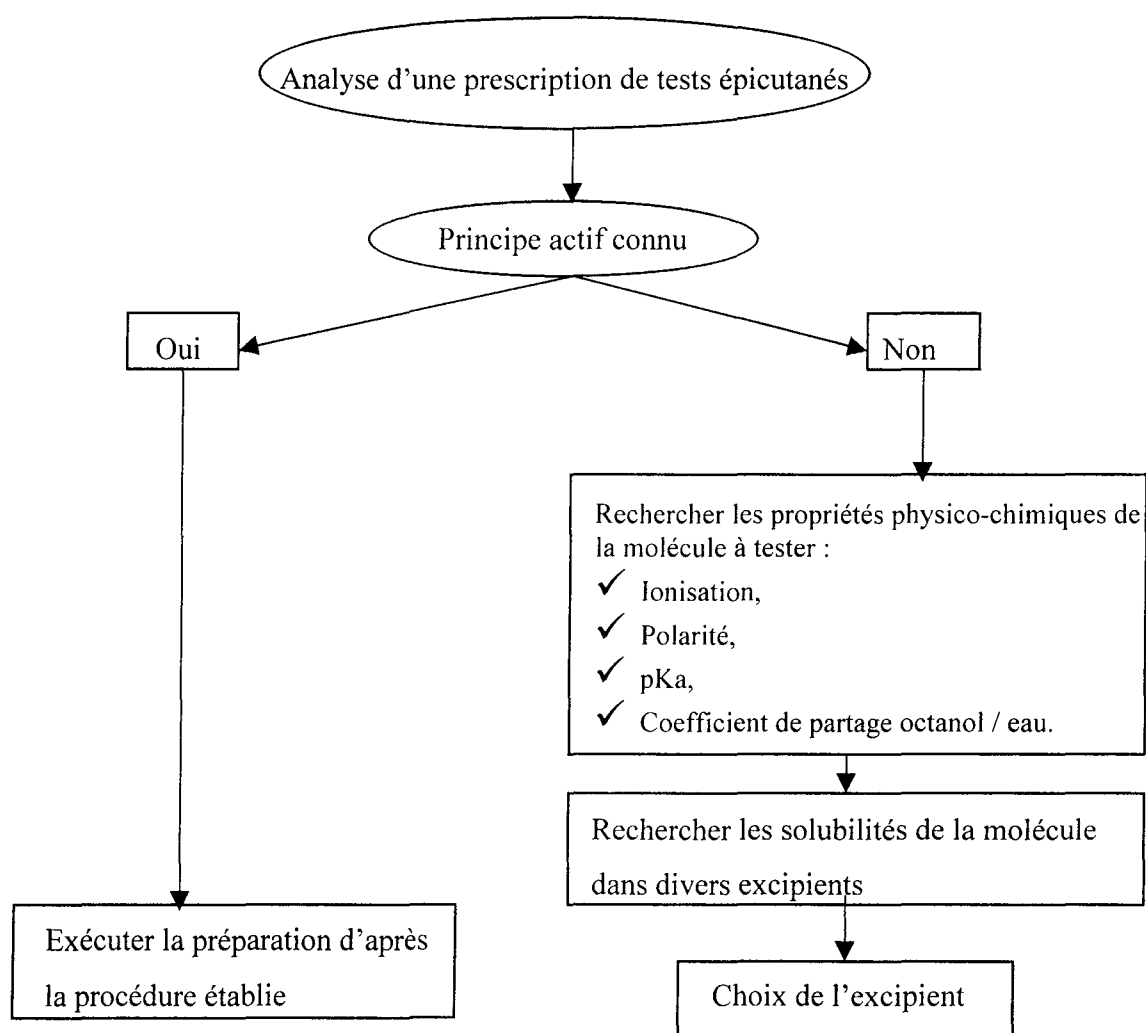 Analyse d'une prescription de tests épicutanés
Principe actif connu
Oui
Non
Rechercher les propriétés physico-chimiques de
la molécule à tester :
✓ Ionisation,
✓ Polarité,
✓ pKa,
✓ Coefficient de partage octanol / eau.
Rechercher les solubilités de la molécule
dans divers excipients
Exécuter la préparation d'après
la procédure établie
Choix de l'excipient